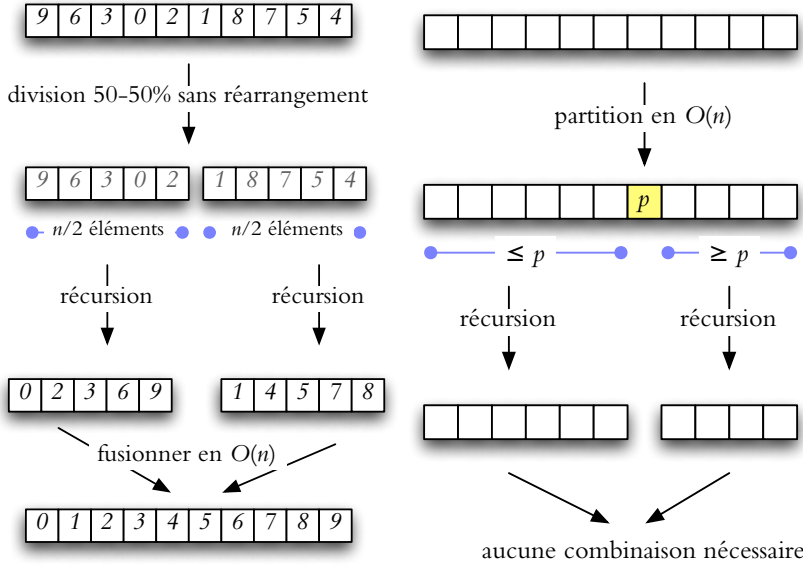 9 6 3 0 2 1 8 7 5 4
division 50-50% sans réarrangement
9 6 3 0 2 1 8 7 5 4
n/2 éléments n/2 éléments
récursion récursion
0 2 3 6 9 1 4 5 7 8
fusionner en O(n)
0 1 2 3 4 5 6 7 8 9
partition en O(n)
p
≤ p ≥ p
récursion récursion
aucune combinaison nécessaire